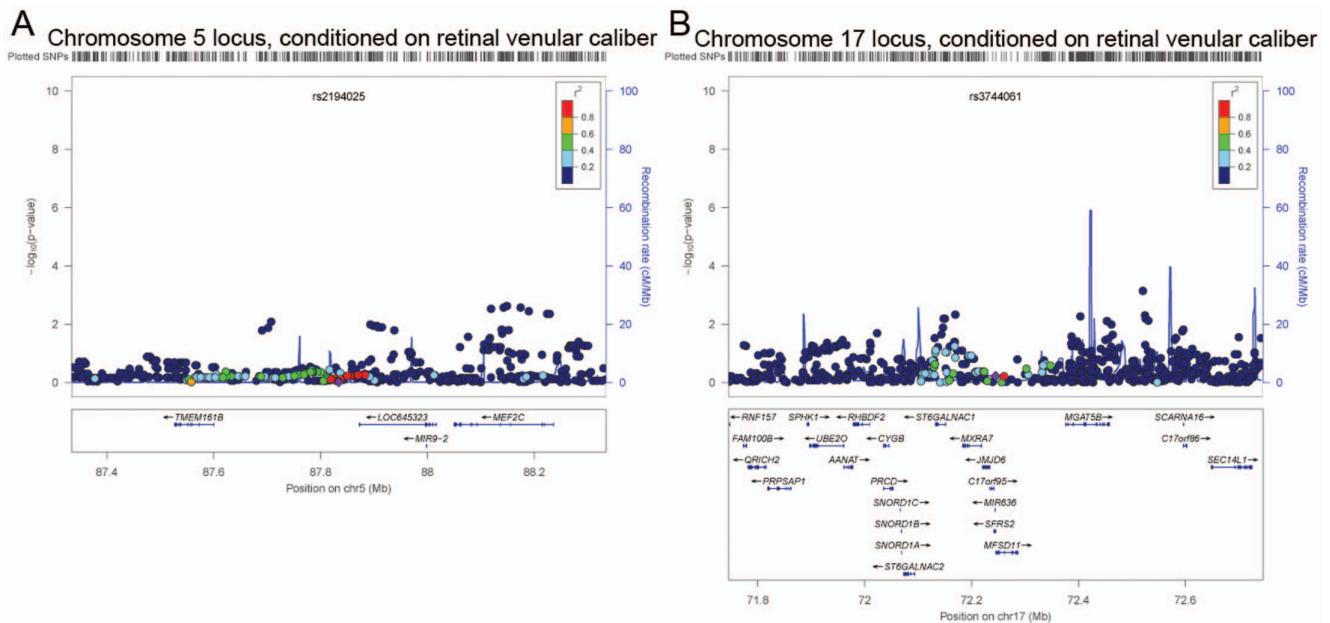 A
Chromosome 5 locus, conditioned on retinal venular caliber
Plotted SNPs
rs2194025
r2
0.8
0.6
0.4
0.2
10
8
6
4
2
0
−log10(p−value)
100
80
60
40
20
0
Recombination rate (cM/Mb)
←TMEM161B
←LOC645323
←MEF2C
←MIR9−2
87.4
87.6
87.8
88
88.2
Position on chr5 (Mb)
B
Chromosome 17 locus, conditioned on retinal venular caliber
Plotted SNPs
rs3744061
r2
0.8
0.6
0.4
0.2
10
8
6
4
2
0
−log10(p−value)
100
80
60
40
20
0
Recombination rate (cM/Mb)
←RNF157
SPHK1→
←RHBDF2
←ST6GALNAC1
MGAT5B→
SCARNA16→
FAM100B→
←UBE2O
←CYGB
←MXRA7
C17orf86→
←QRICH2
AANAT→
←JMJD6
SEC14L1→
←PRPSAP1
PRCD→
C17orf95→
SNORD1C→
←MIR636
SNORD1B→
←SFRS2
SNORD1A→
MFSD11→
←ST6GALNAC2
71.8
72
72.2
72.4
72.6
Position on chr17 (Mb)